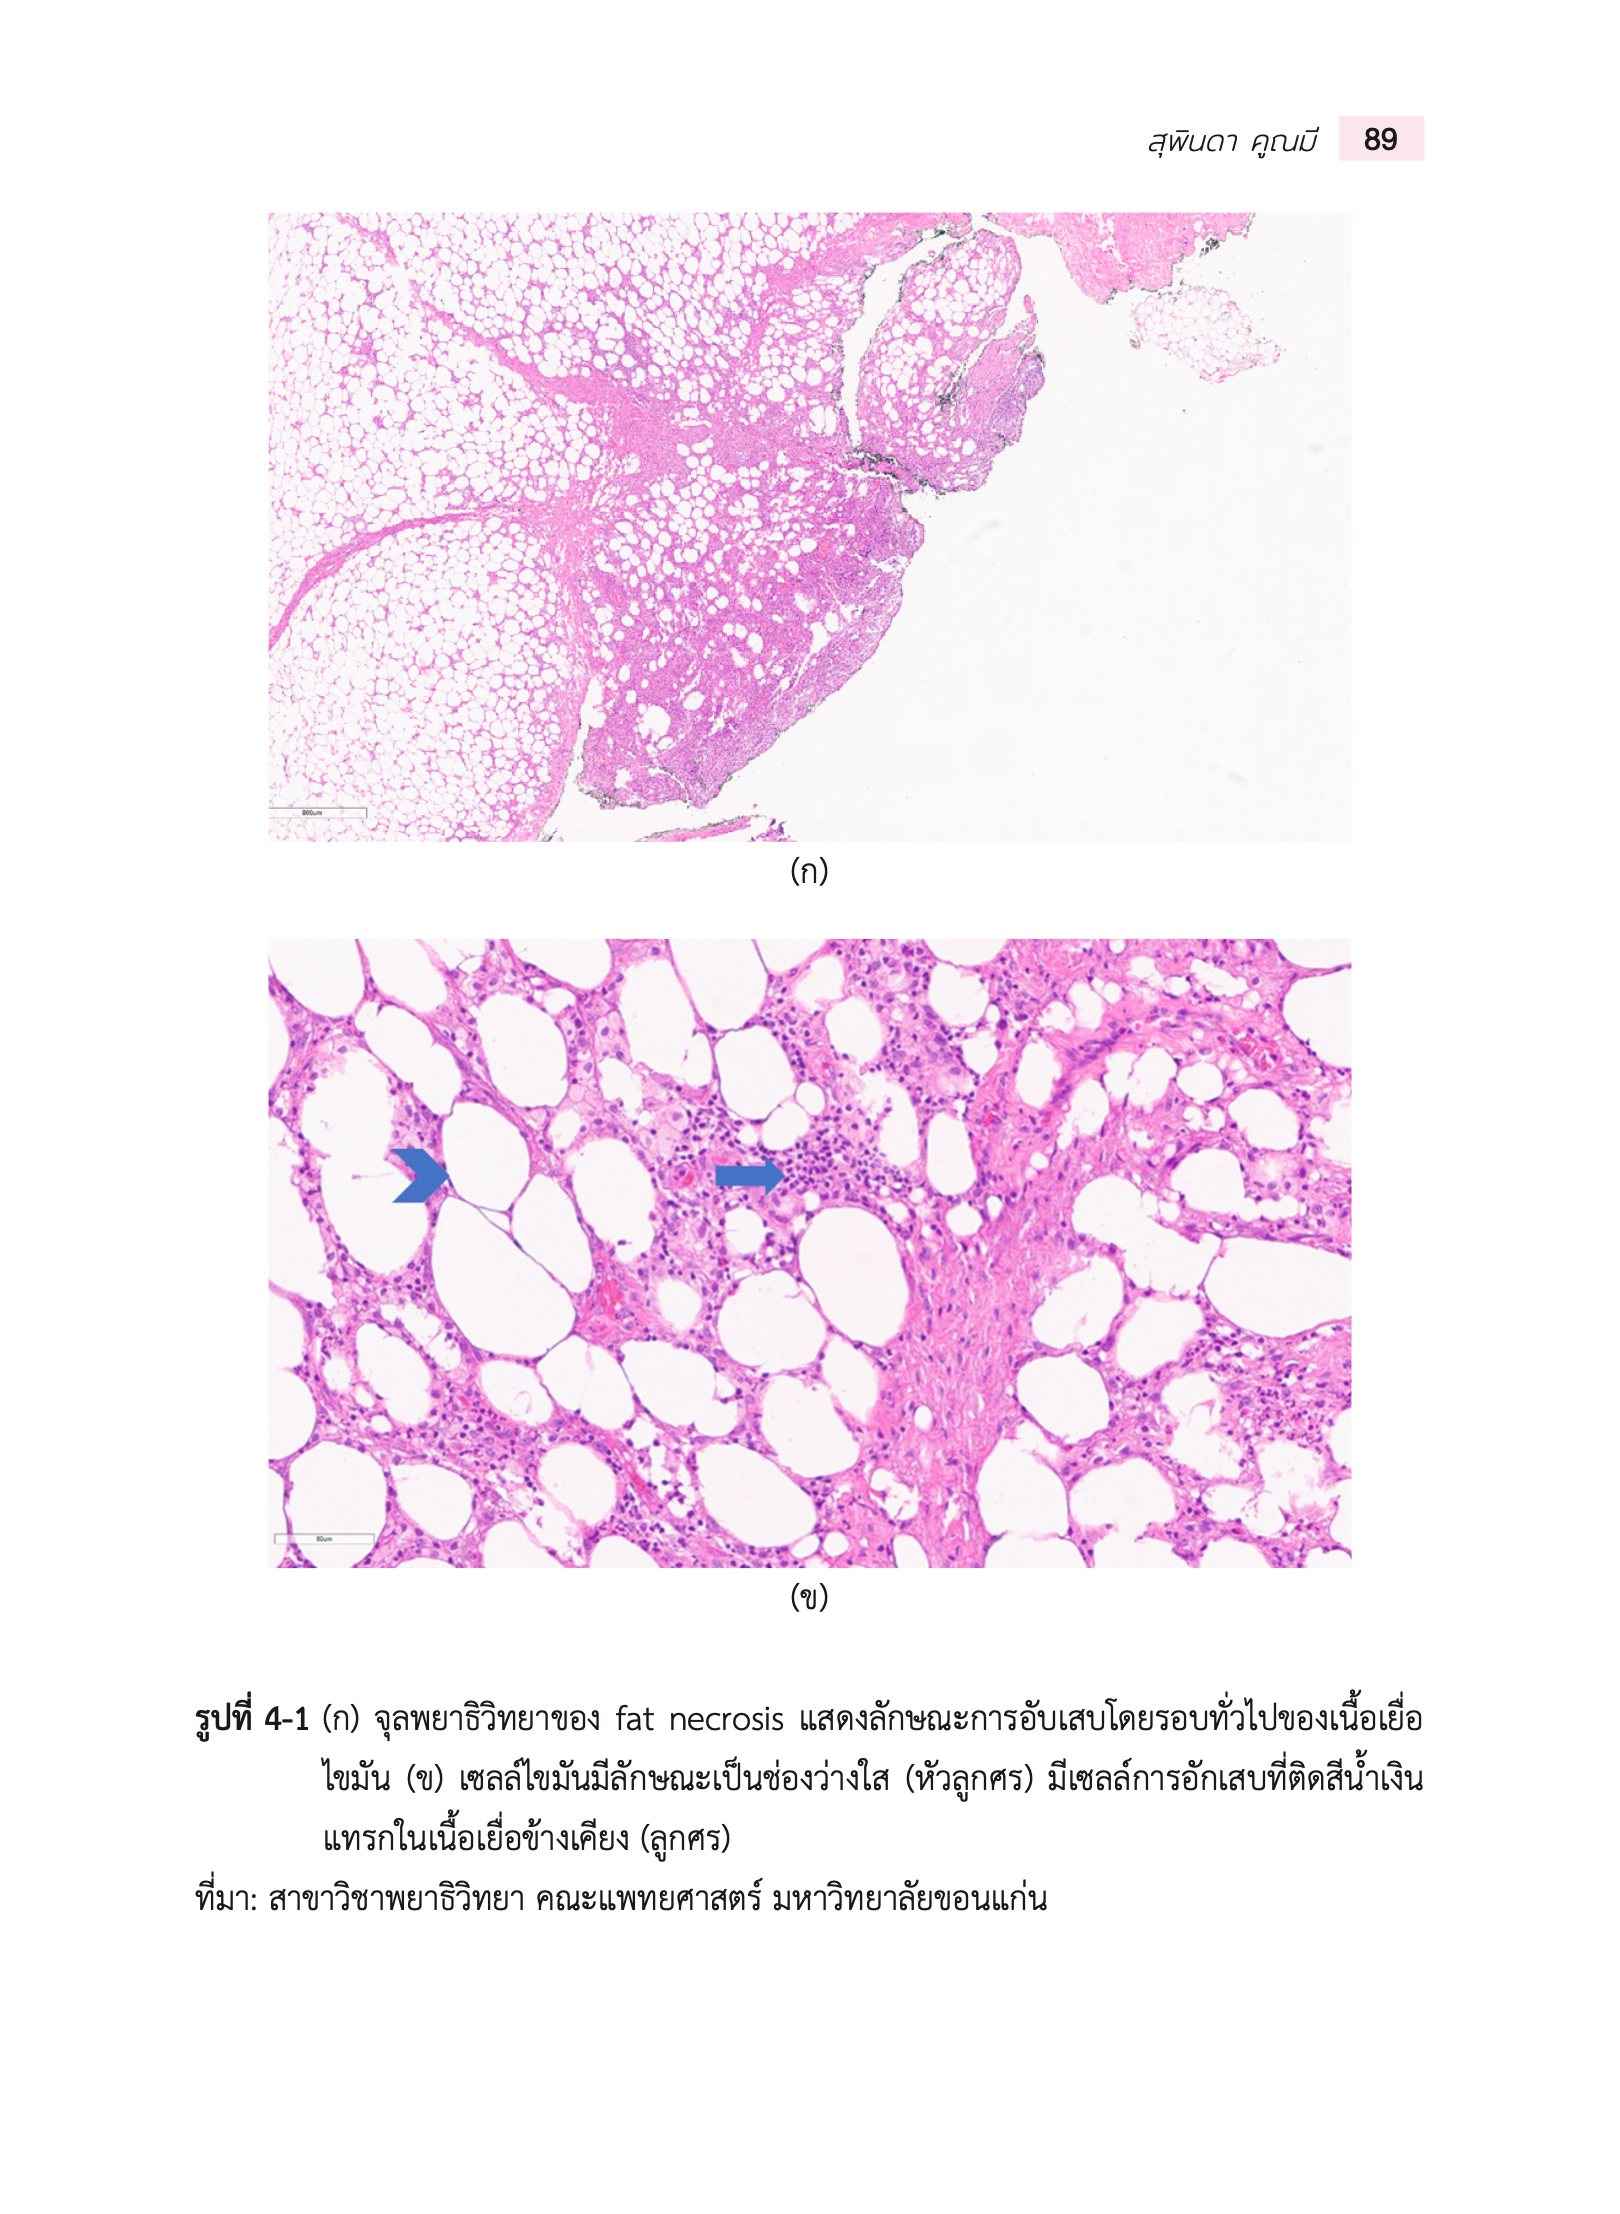 สุพินดา คูณมี 89
800um
(ก)
80um
(ข)
รูปที่ 4-1 (ก) จุลพยาธิวิทยาของ fat necrosis แสดงลักษณะการอับเสบโดยรอบทั่วไปของเนื้อเยื่อ
ไขมัน (ข) เซลล์ไขมันมีลักษณะเป็นช่องว่างใส (หัวลูกศร) มีเซลล์การอักเสบที่ติดสีน้ำเงิน
แทรกในเนื้อเยื่อข้างเคียง (ลูกศร)
ที่มา: สาขาวิชาพยาธิวิทยา คณะแพทยศาสตร์ มหาวิทยาลัยขอนแก่น